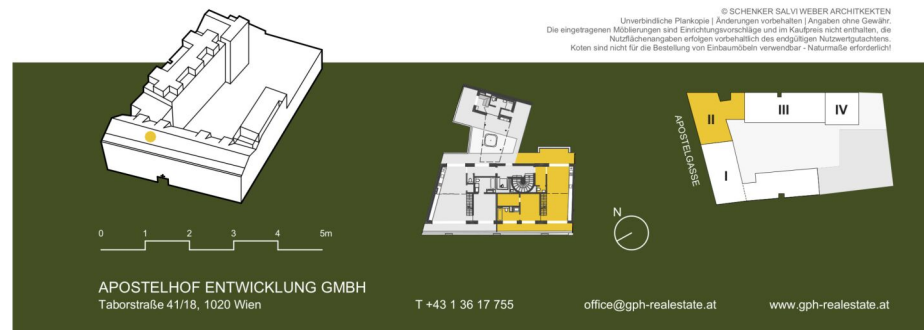 © SCHENKER SALVI WEBER ARCHITKEKTEN
Unverbindliche Plankopie | Änderungen vorbehalten | Angaben ohne Gewähr.
Die eingetragenen Möblierungen sind Einrichtungsvorschläge und im Kaufpreis nicht enthalten, die
Nutzflächenangaben erfolgen vorbehaltlich des endgültigen Nutzwertgutachtens.
Koten sind nicht für die Bestellung von Einbaumöbeln verwendbar - Naturmaße erforderlich!
II
III
IV
I
APOSTELGASSE
N
0 1 2 3 4 5m
APOSTELHOF ENTWICKLUNG GMBH
Taborstraße 41/18, 1020 Wien
T +43 1 36 17 755
office@gph-realestate.at
www.gph-realestate.at